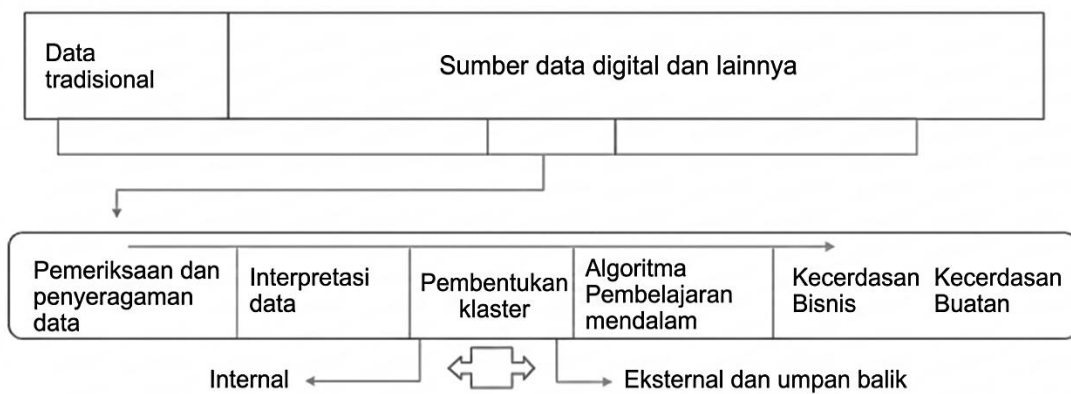 Data
tradisional
Sumber data digital dan lainnya
Pemeriksaan dan
penyeragaman
data
Interpretasi
data
Pembentukan
klaster
Algoritma
Pembelajaran
mendalam
Kecerdasan
Bisnis
Kecerdasan
Buatan
Internal
Eksternal dan umpan balik